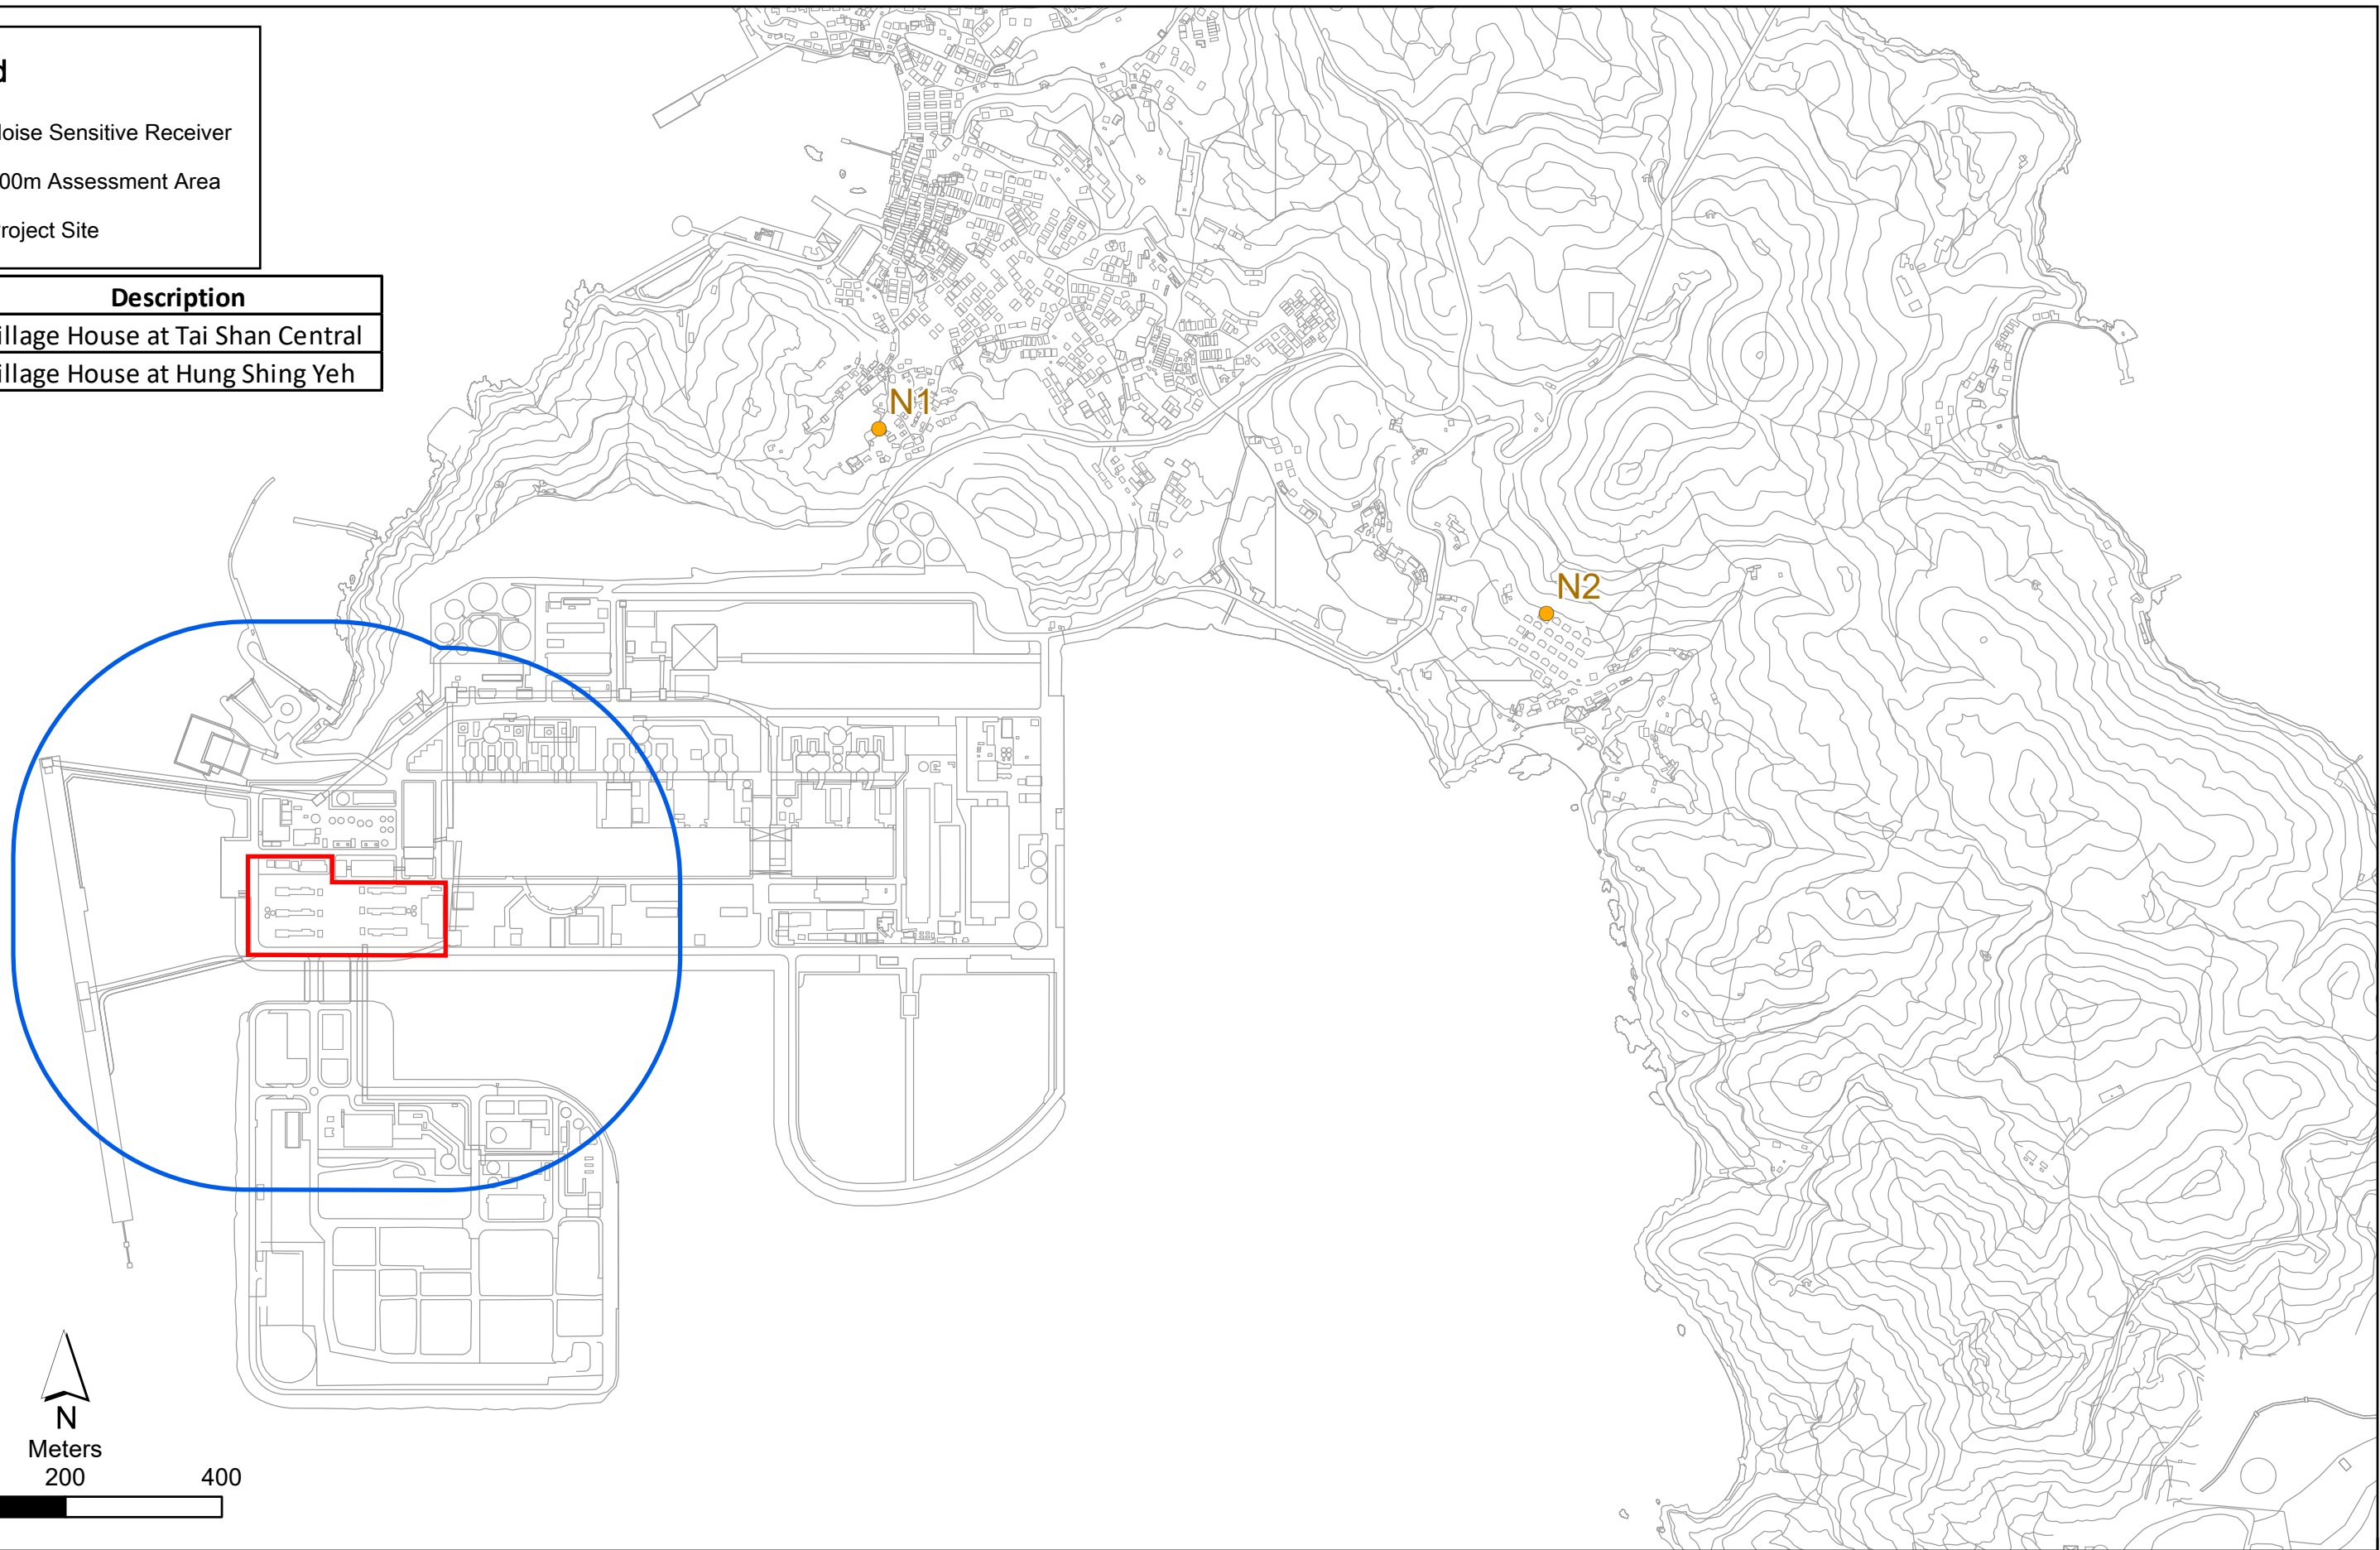 d
oise Sensitive Receiver
00m Assessment Area
roject Site
Description
illage House at Tai Shan Central
illage House at Hung Shing Yeh
N1
N2
N
Meters
200 400